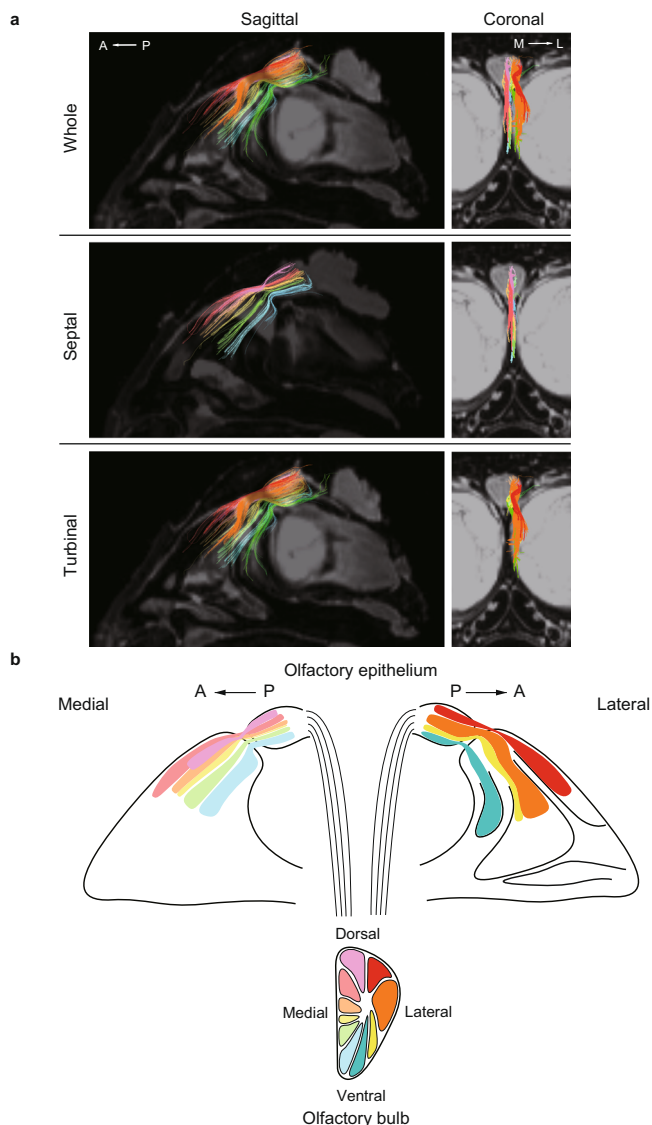 a
Sagittal
Coronal
A ← P
M → L
Whole
Septal
Turbinal
b
Olfactory epithelium
A ← P
P → A
Medial
Lateral
Dorsal
Medial
Lateral
Ventral
Olfactory bulb